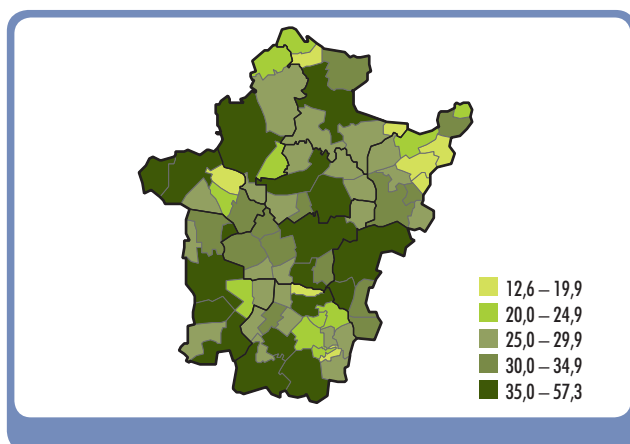 12,6 – 19,9
20,0 – 24,9
25,0 – 29,9
30,0 – 34,9
35,0 – 57,3